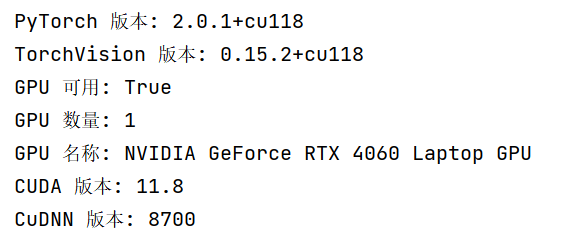 PyTorch 版本: 2.0.1+cu118
TorchVision 版本: 0.15.2+cu118
GPU 可用: True
GPU 数量: 1
GPU 名称: NVIDIA GeForce RTX 4060 Laptop GPU
CUDA 版本: 11.8
CuDNN 版本: 8700